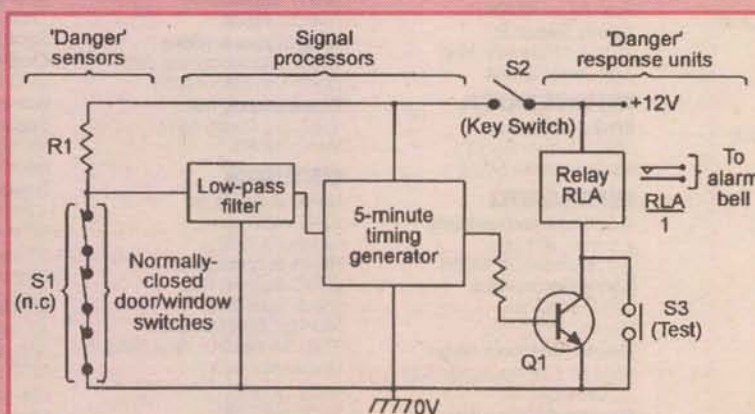 'Danger'
sensors
Signal
processors
'Danger'
response units
S2
(Key Switch)
+12V
R1
Low-pass
filter
5-minute
timing
generator
Relay
RLA
RLA
1
To
alarm
bell
S1
(n.c)
Normally-
closed
door/window
switches
Q1
S3
(Test)
0V